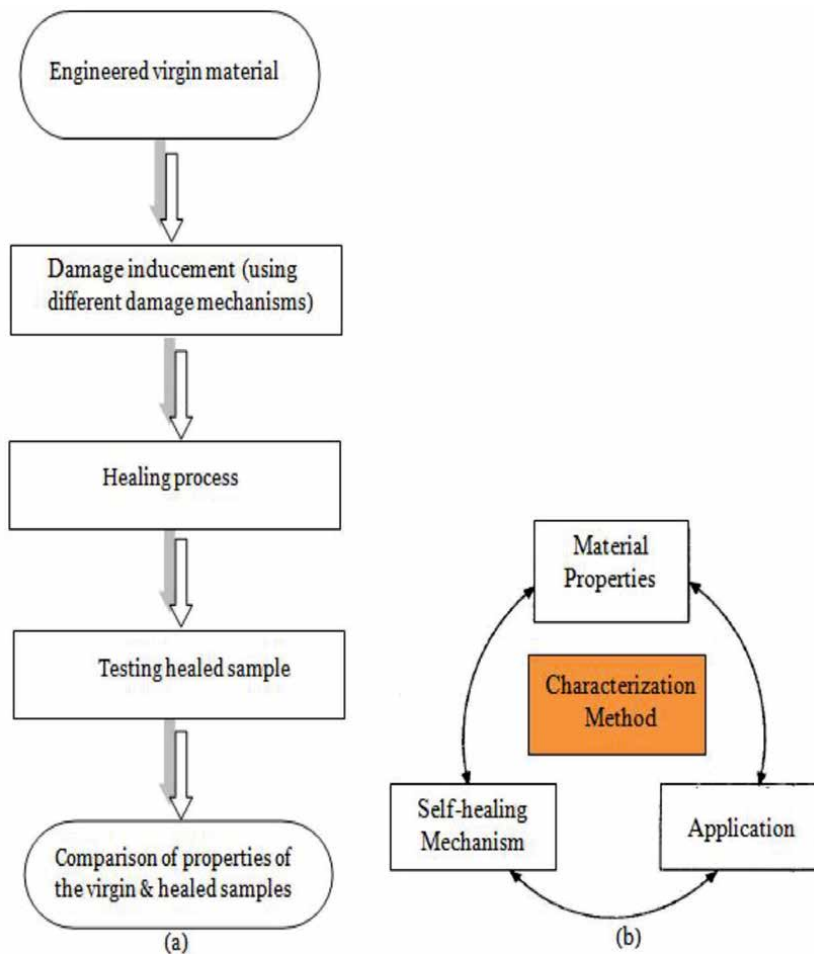 Engineered virgin material
Damage inducement (using
different damage mechanisms)
Healing process
Testing healed sample
Comparison of properties of
the virgin & healed samples
(a)
Material
Properties
Characterization
Method
Self-healing
Mechanism
Application
(b)